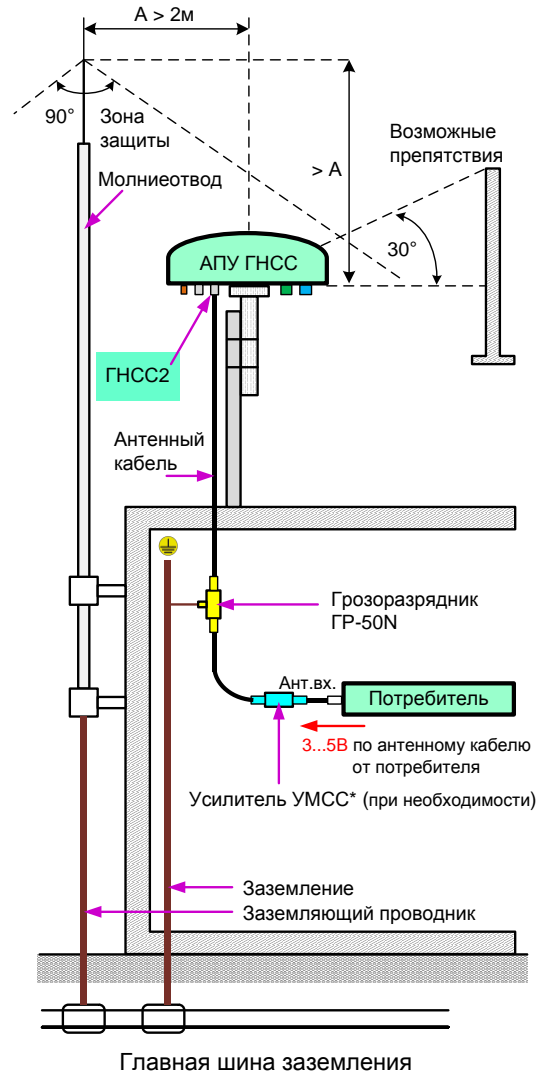 А > 2м
90°
Зона
защиты
Молниеотвод
> А
Возможные
препятствия
30°
АПУ ГНСС
ГНСС2
Антенный
кабель
Грозоразрядник
ГР-50N
Ант.вх.
Потребитель
3...5В по антенному кабелю
от потребителя
Усилитель УМСС* (при необходимости)
Заземление
Заземляющий проводник
Главная шина заземления